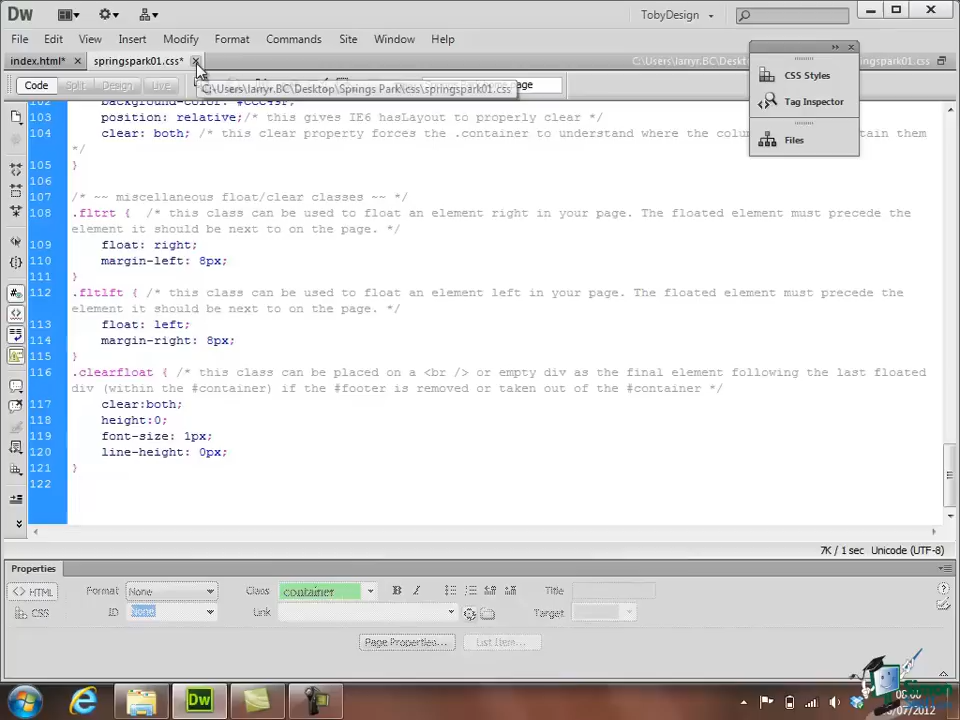 Dw
TobyDesign
File Edit View Insert Modify Format Commands Site Window Help
index.html* springspark01.css*
Code Split Design Live
C:\Users\larryr.BC\Desktop\Springs Park\css\springspark01.css
CSS Styles
Tag Inspector
Files
102 background-color: #CCC49F;
103 position: relative;/* this gives IE6 hasLayout to properly clear */
104 clear: both; /* this clear property forces the .container to understand where the
*/
105 }
106
107 /* ~~ miscellaneous float/clear classes ~~ */
108 .fltrt { /* this class can be used to float an element right in your page. The floated element must precede the
element it should be next to on the page. */
109 float: right;
110 margin-left: 8px;
111 }
112 .fltlft { /* this class can be used to float an element left in your page. The floated element must precede the
element it should be next to on the page. */
113 float: left;
114 margin-right: 8px;
115 }
116 .clearfloat { /* this class can be placed on a <br /> or empty div as the final element following the last floated
div (within the #container) if the #footer is removed or taken out of the #container */
117 clear:both;
118 height:0;
119 font-size: 1px;
120 line-height: 0px;
121 }
122
7K / 1 sec Unicode (UTF-8)
Properties
<> HTML Format None Class container B I Title
CSS ID None Link Target
Page Properties... List Item...
Dw